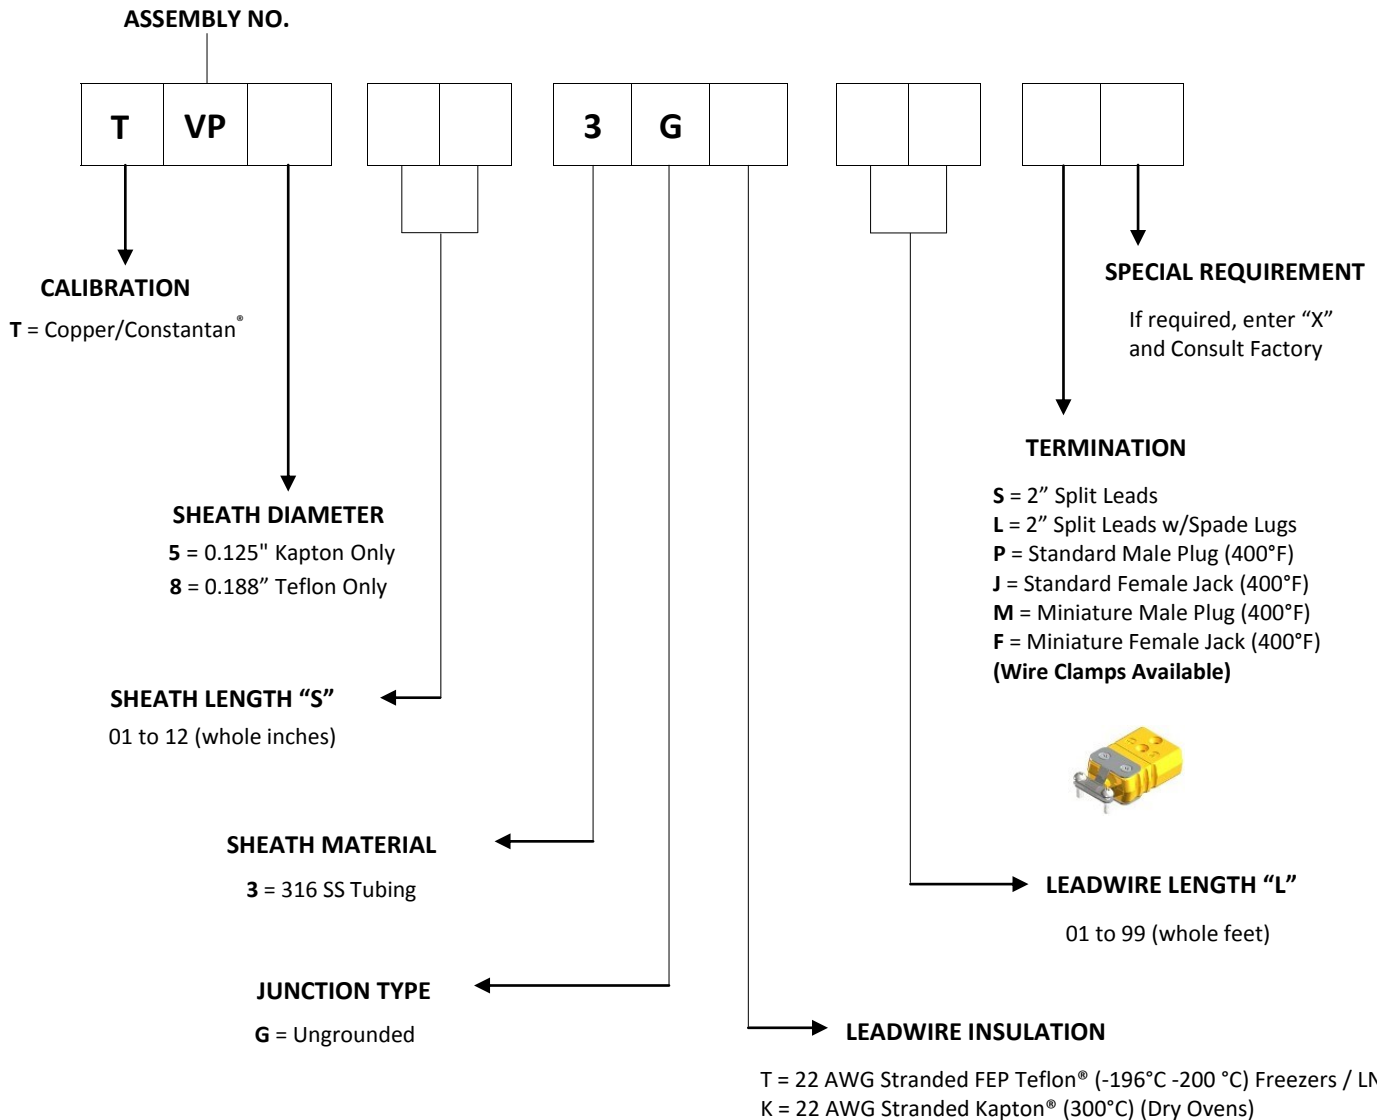 ASSEMBLY NO.
T VP 3 G
CALIBRATION
T = Copper/Constantan®
SPECIAL REQUIREMENT
If required, enter “X”
and Consult Factory
TERMINATION
S = 2” Split Leads
L = 2” Split Leads w/Spade Lugs
P = Standard Male Plug (400°F)
J = Standard Female Jack (400°F)
M = Miniature Male Plug (400°F)
F = Miniature Female Jack (400°F)
(Wire Clamps Available)
SHEATH DIAMETER
5 = 0.125" Kapton Only
8 = 0.188” Teflon Only
SHEATH LENGTH “S”
01 to 12 (whole inches)
SHEATH MATERIAL
3 = 316 SS Tubing
LEADWIRE LENGTH “L”
01 to 99 (whole feet)
JUNCTION TYPE
G = Ungrounded
LEADWIRE INSULATION
T = 22 AWG Stranded FEP Teflon® (-196°C -200 °C) Freezers / LN
K = 22 AWG Stranded Kapton® (300°C) (Dry Ovens)